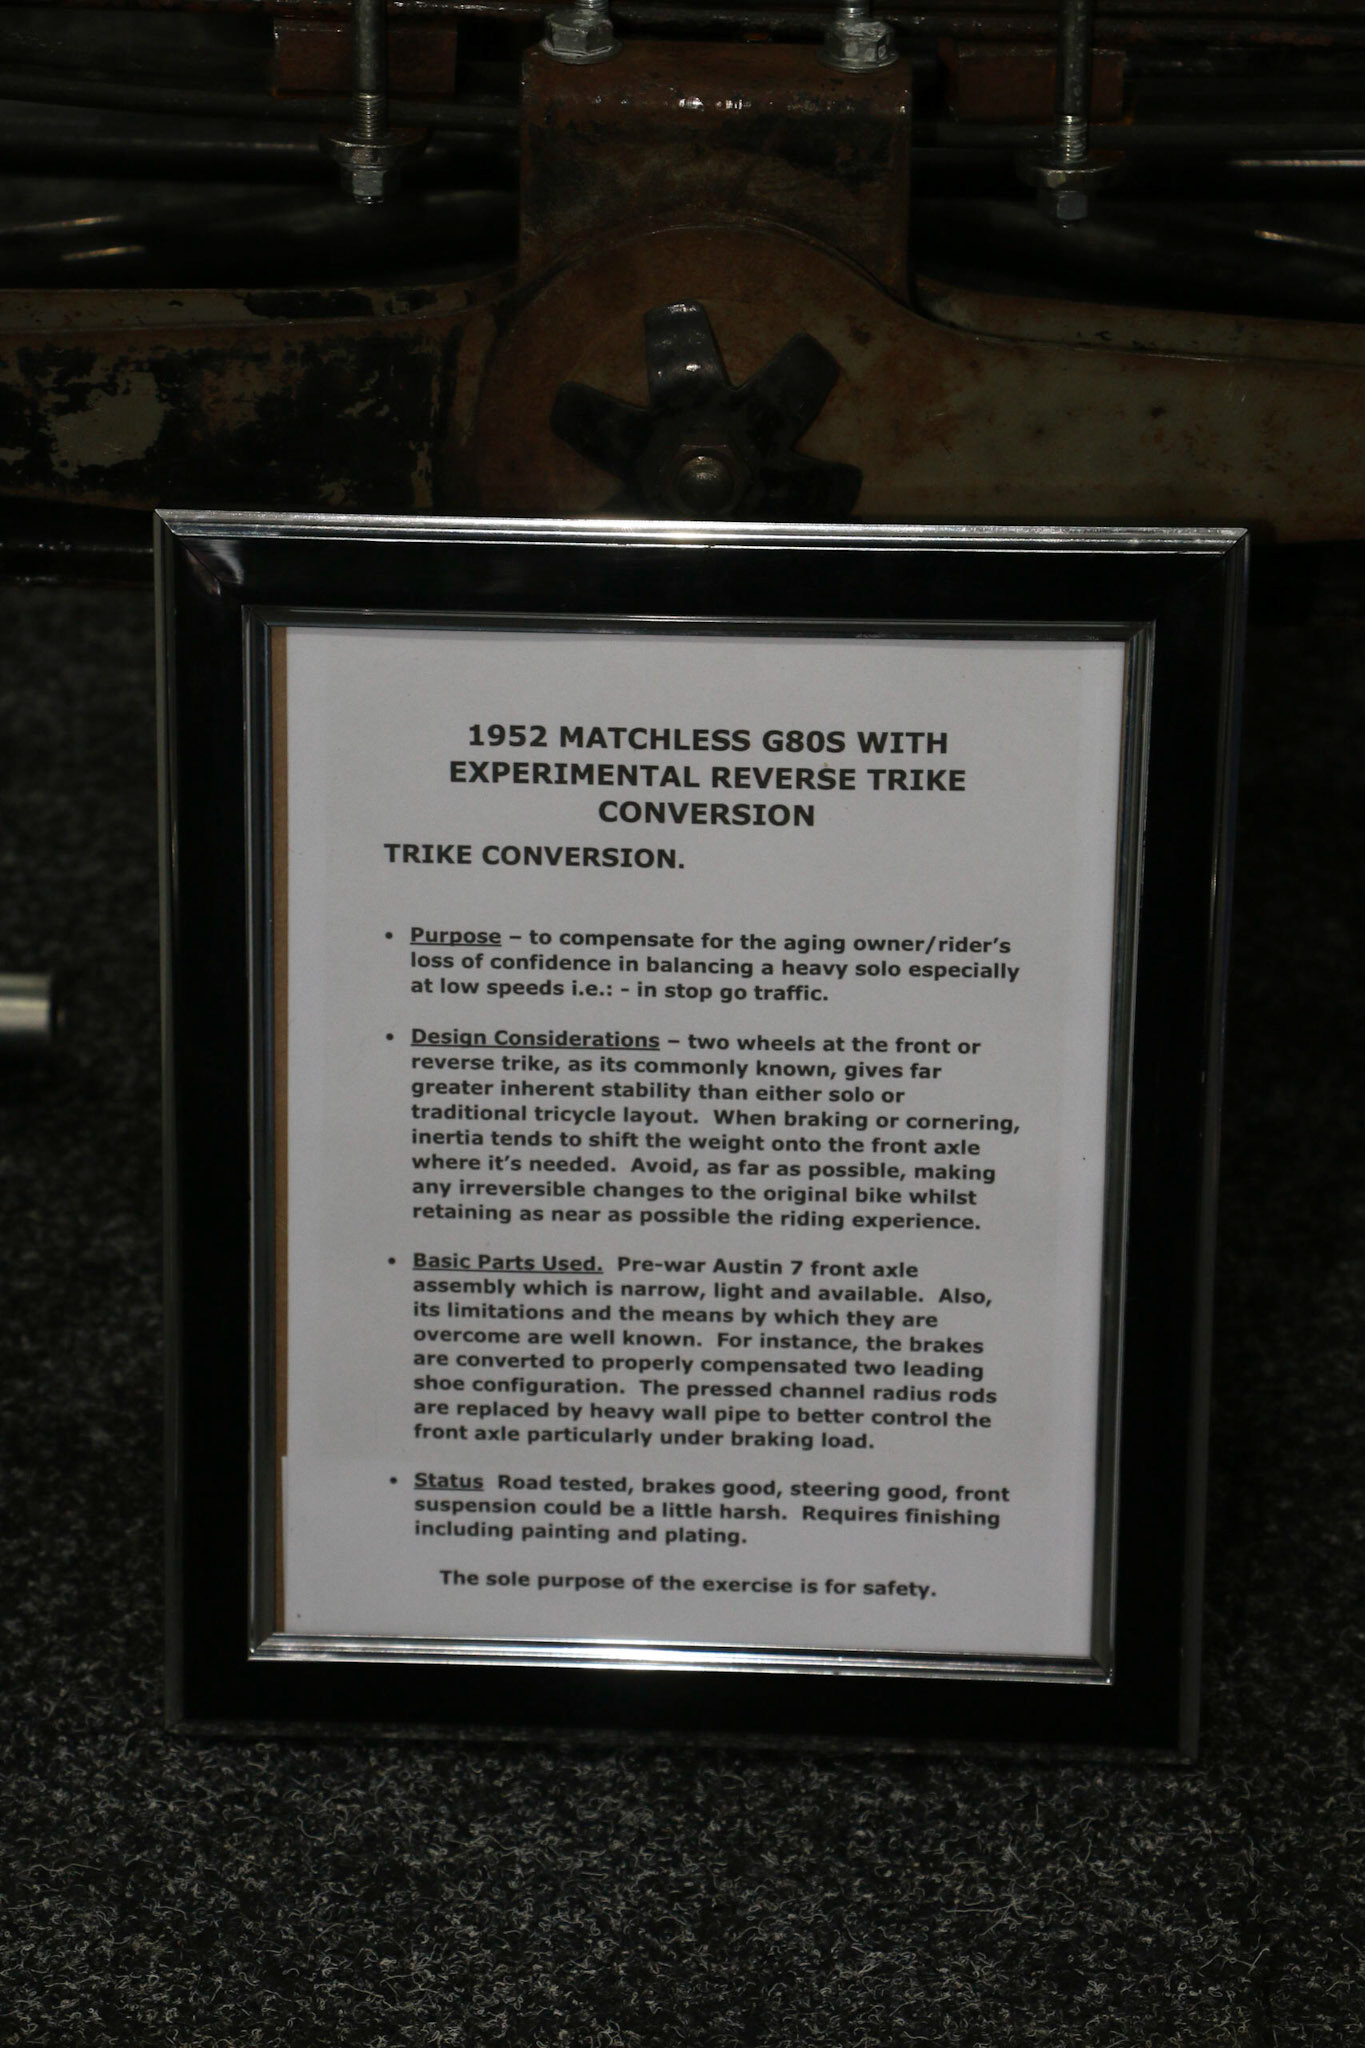 1952 MATCHLESS G80S WITH
EXPERIMENTAL REVERSE TRIKE
CONVERSION
TRIKE CONVERSION.
• Purpose – to compensate for the aging owner/rider's
loss of confidence in balancing a heavy solo especially
at low speeds i.e.: - in stop go traffic.
• Design Considerations – two wheels at the front or
reverse trike, as its commonly known, gives far
greater inherent stability than either solo or
traditional tricycle layout. When braking or cornering,
inertia tends to shift the weight onto the front axle
where it's needed. Avoid, as far as possible, making
any irreversible changes to the original bike whilst
retaining as near as possible the riding experience.
• Basic Parts Used. Pre-war Austin 7 front axle
assembly which is narrow, light and available. Also,
its limitations and the means by which they are
overcome are well known. For instance, the brakes
are converted to properly compensated two leading
shoe configuration. The pressed channel radius rods
are replaced by heavy wall pipe to better control the
front axle particularly under braking load.
• Status Road tested, brakes good, steering good, front
suspension could be a little harsh. Requires finishing
including painting and plating.
The sole purpose of the exercise is for safety.